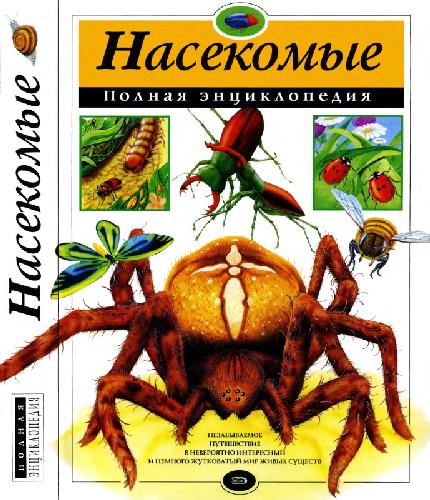 Насекомые
ПОЛНАЯ
ЭНЦИКЛОПЕДИЯ
Насекомые
Полная энциклопедия
НЕЗАБЫВАЕМОЕ
ПУТЕШЕСТВИЕ
В НЕВЕРОЯТНО ИНТЕРЕСНЫЙ
И НЕМНОГО ЖУТКОВАТЫЙ МИР ЖИВЫХ СУЩЕСТВ